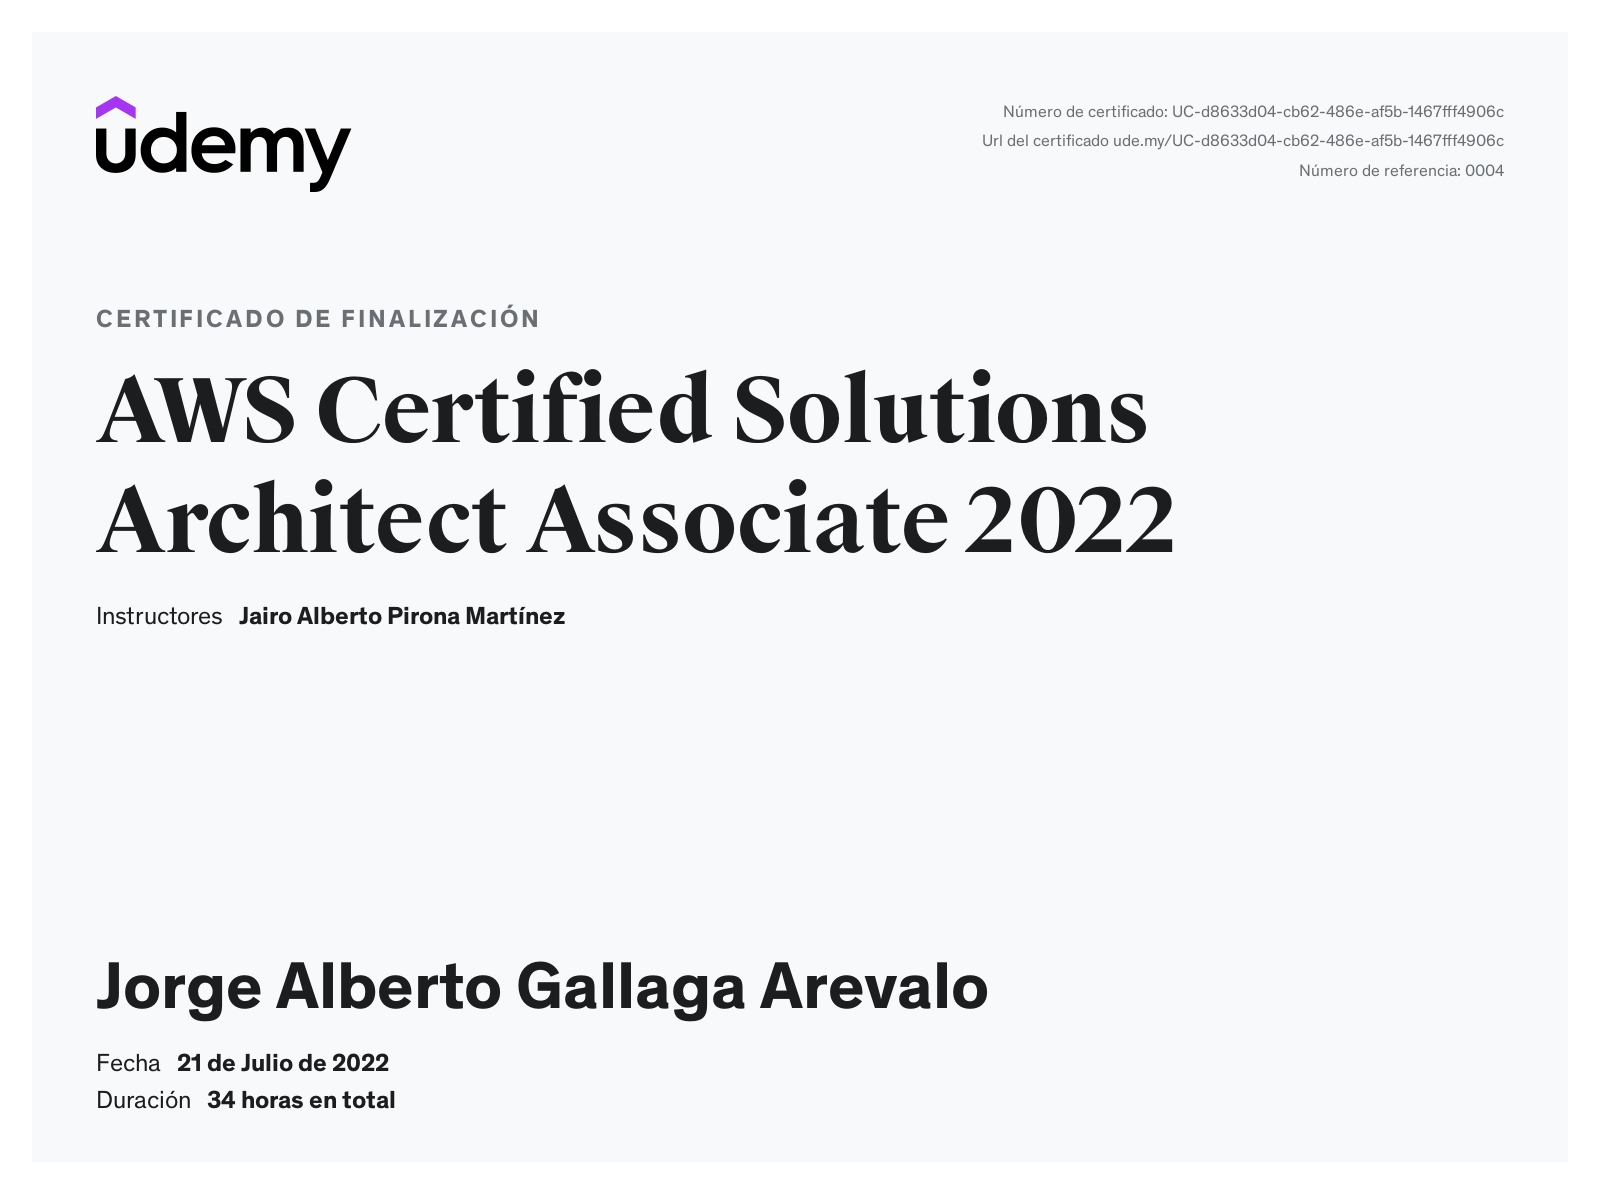 udemy
Número de certificado: UC-d8633d04-cb62-486e-af5b-1467fff4906c
Url del certificado ude.my/UC-d8633d04-cb62-486e-af5b-1467fff4906c
Número de referencia: 0004
CERTIFICADO DE FINALIZACIÓN
AWS Certified Solutions
Architect Associate 2022
Instructores Jairo Alberto Pirona Martínez
Jorge Alberto Gallaga Arevalo
Fecha 21 de Julio de 2022
Duración 34 horas en total